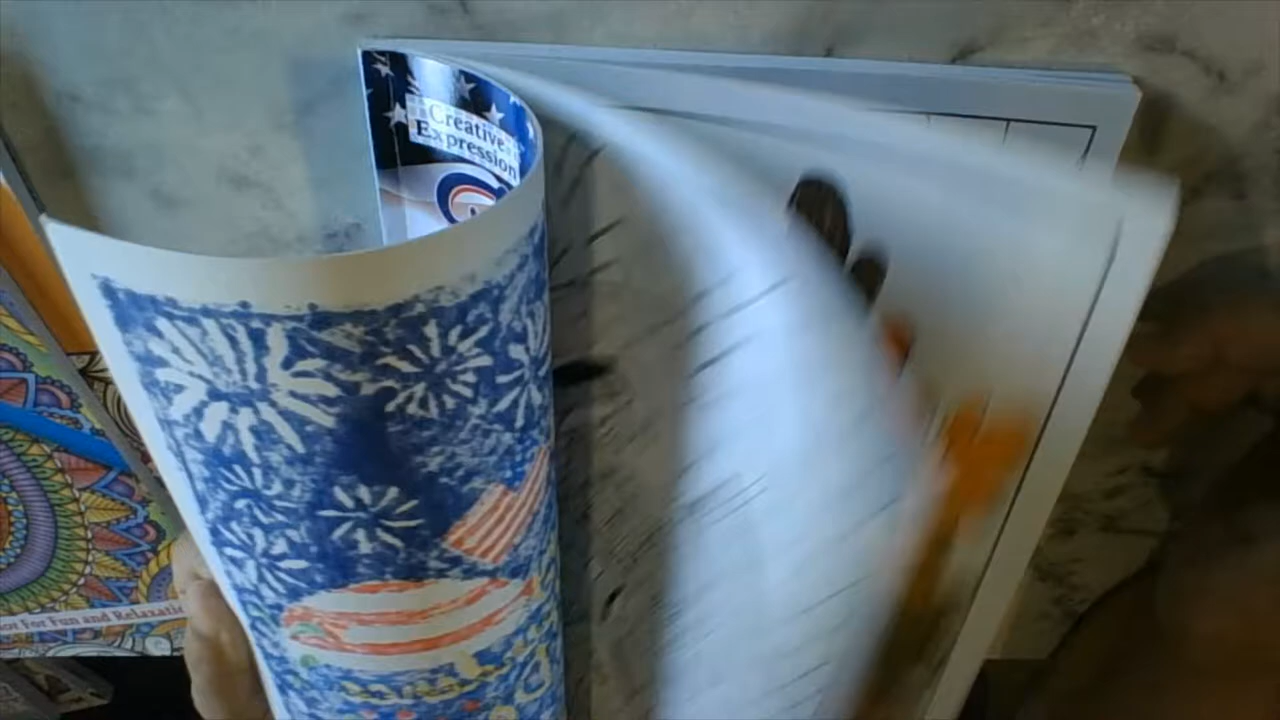 Creative
Expression
For Fun and Relaxatio